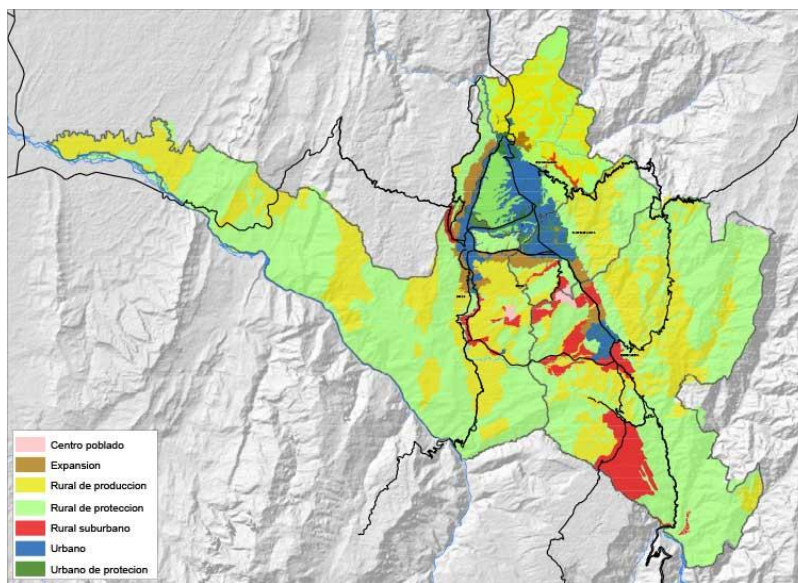 Centro poblado
Expansion
Rural de produccion
Rural de proteccion
Rural suburbano
Urbano
Urbano de protecion